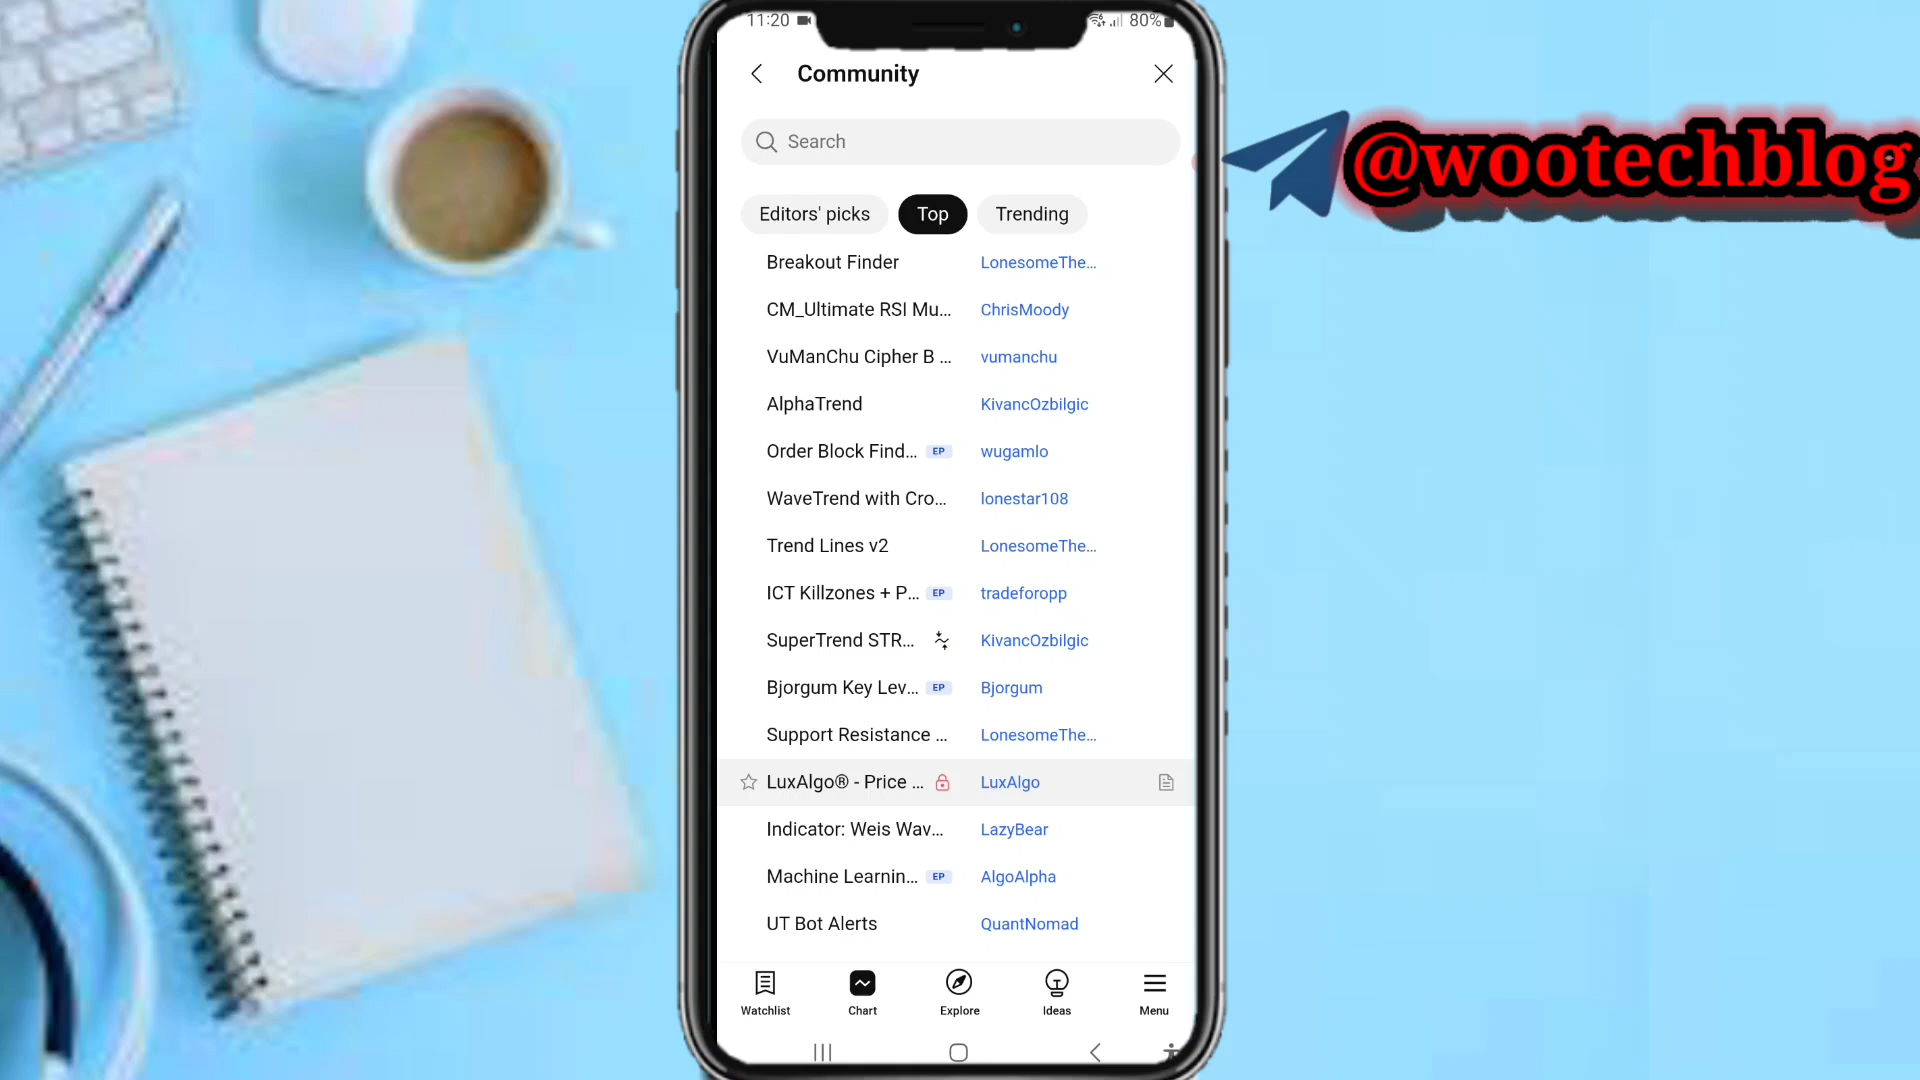 11:20
80%
Community
@wootechblog
Search
Editors' picks
Top
Trending
Breakout Finder LonesomeThe...
CM_Ultimate RSI Mu... ChrisMoody
VuManChu Cipher B ... vumanchu
AlphaTrend KivancOzbilgic
Order Block Find... EP wugamlo
WaveTrend with Cro... lonestar108
Trend Lines v2 LonesomeThe...
ICT Killzones + P... EP tradeforopp
SuperTrend STR... KivancOzbilgic
Bjorgum Key Lev... EP Bjorgum
Support Resistance ... LonesomeThe...
LuxAlgo® - Price ... LuxAlgo
Indicator: Weis Wav... LazyBear
Machine Learnin... EP AlgoAlpha
UT Bot Alerts QuantNomad
Watchlist
Chart
Explore
Ideas
Menu